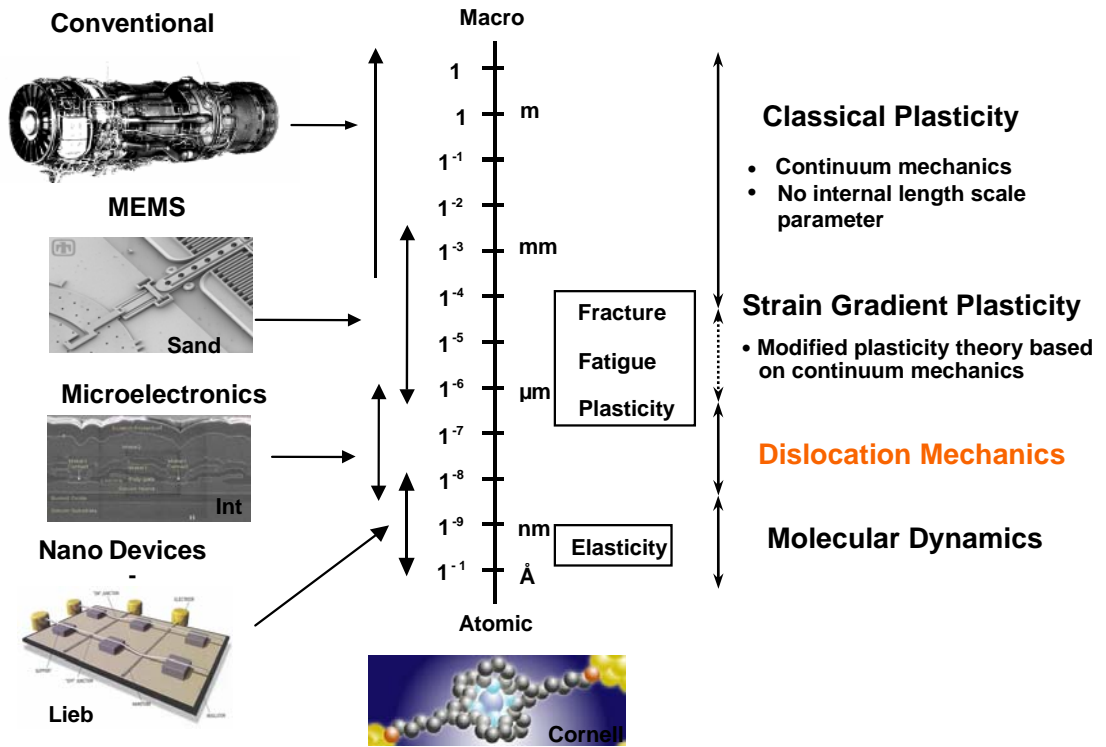 Conventional
MEMS
Sand
Microelectronics
Int
Nano Devices
-
Lieb
Macro
1
1 m
1-1
1-2
1-3 mm
1-4
1-5
1-6 µm
1-7
1-8
1-9 nm
1-1 Å
Atomic
Cornell
Fracture
Fatigue
Plasticity
Elasticity
Classical Plasticity
• Continuum mechanics
• No internal length scale
parameter
Strain Gradient Plasticity
• Modified plasticity theory based
on continuum mechanics
Dislocation Mechanics
Molecular Dynamics